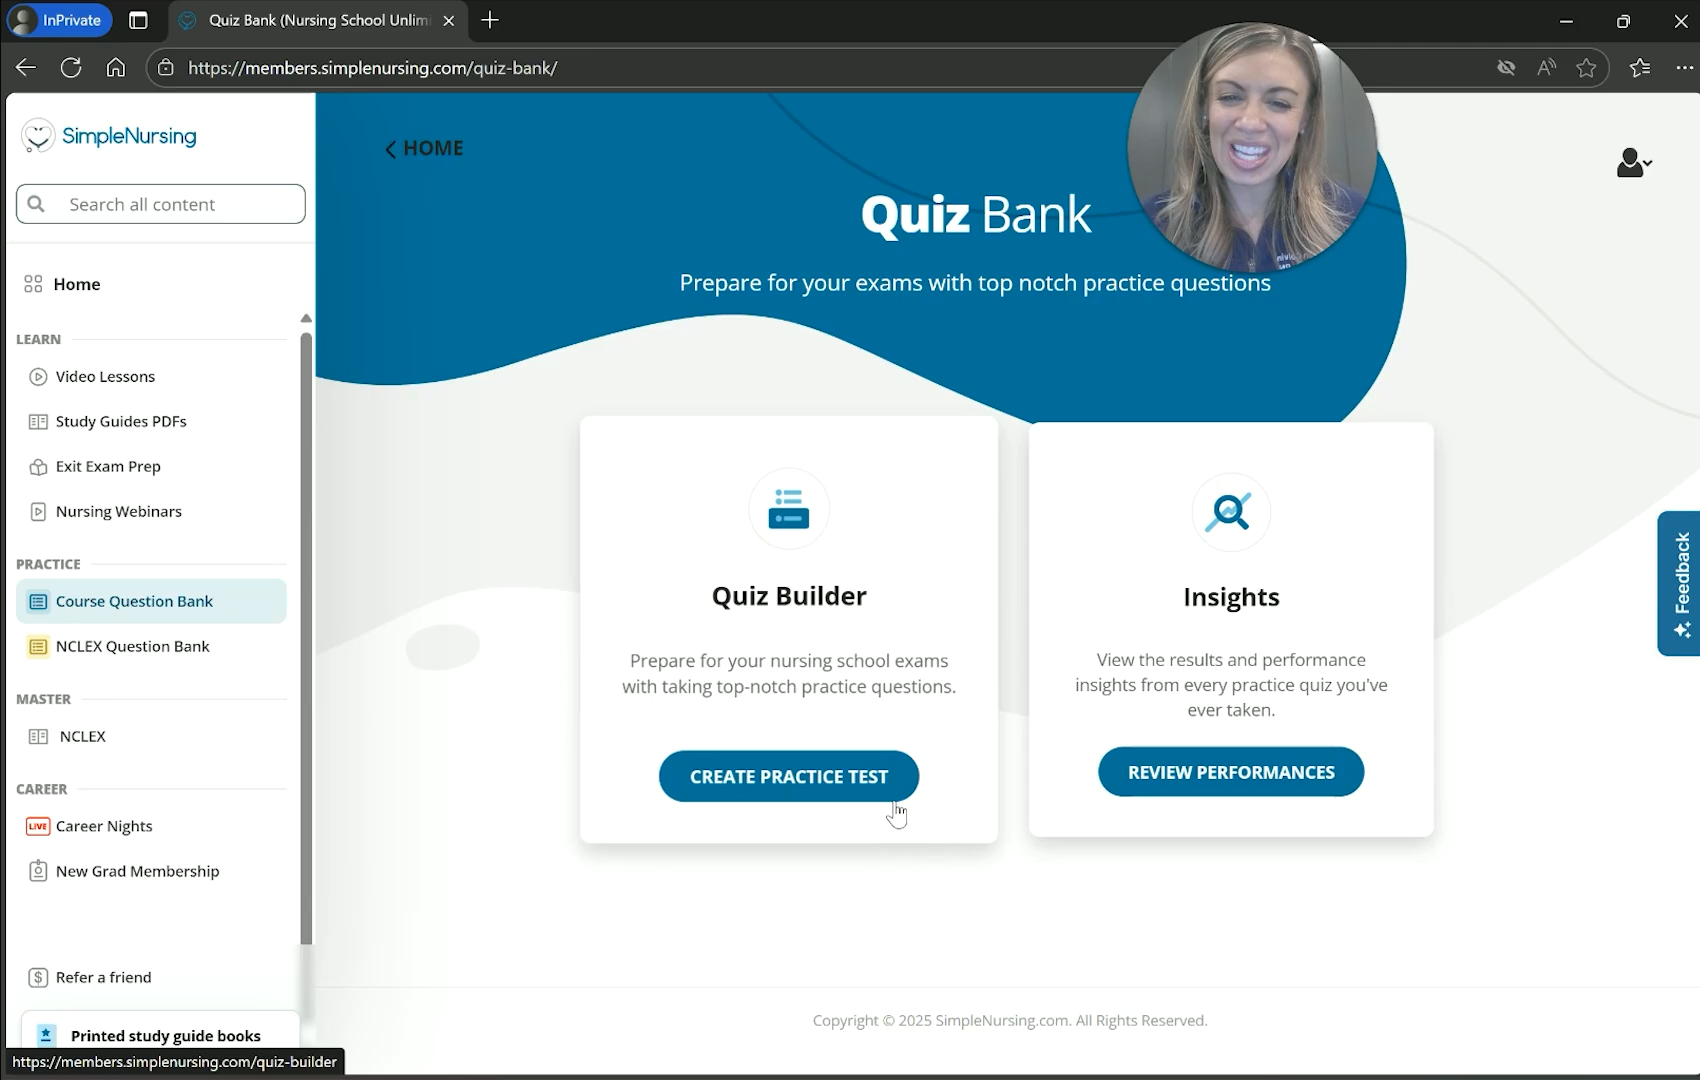 InPrivate
Quiz Bank (Nursing School Unlim
https://members.simplenursing.com/quiz-bank/
SimpleNursing
Search all content
Home
LEARN
Video Lessons
Study Guides PDFs
Exit Exam Prep
Nursing Webinars
PRACTICE
Course Question Bank
NCLEX Question Bank
MASTER
NCLEX
CAREER
LIVE Career Nights
New Grad Membership
Refer a friend
Printed study guide books
https://members.simplenursing.com/quiz-builder
HOME
Quiz Bank
Prepare for your exams with top notch practice questions
Quiz Builder
Prepare for your nursing school exams
with taking top-notch practice questions.
CREATE PRACTICE TEST
Insights
View the results and performance
insights from every practice quiz you've
ever taken.
REVIEW PERFORMANCES
Feedback
Copyright © 2025 SimpleNursing.com. All Rights Reserved.